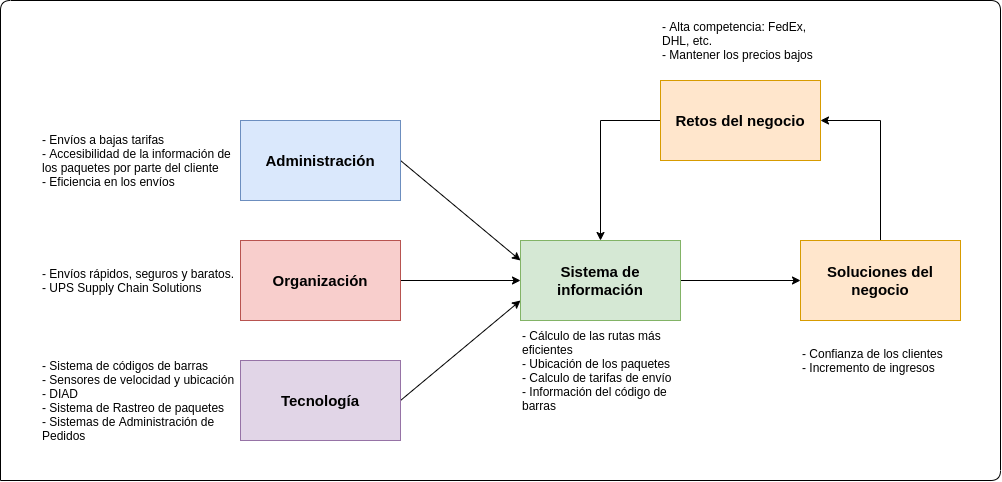 - Alta competencia: FedEx,
DHL, etc.
- Mantener los precios bajos
Retos del negocio
- Envíos a bajas tarifas
- Accesibilidad de la información de
los paquetes por parte del cliente
- Eficiencia en los envíos
Administración
- Envíos rápidos, seguros y baratos.
- UPS Supply Chain Solutions
Organización
Sistema de
información
Soluciones del
negocio
- Cálculo de las rutas más
eficientes
- Ubicación de los paquetes
- Calculo de tarifas de envío
- Información del código de
barras
- Confianza de los clientes
- Incremento de ingresos
- Sistema de códigos de barras
- Sensores de velocidad y ubicación
- DIAD
- Sistema de Rastreo de paquetes
- Sistemas de Administración de
Pedidos
Tecnología